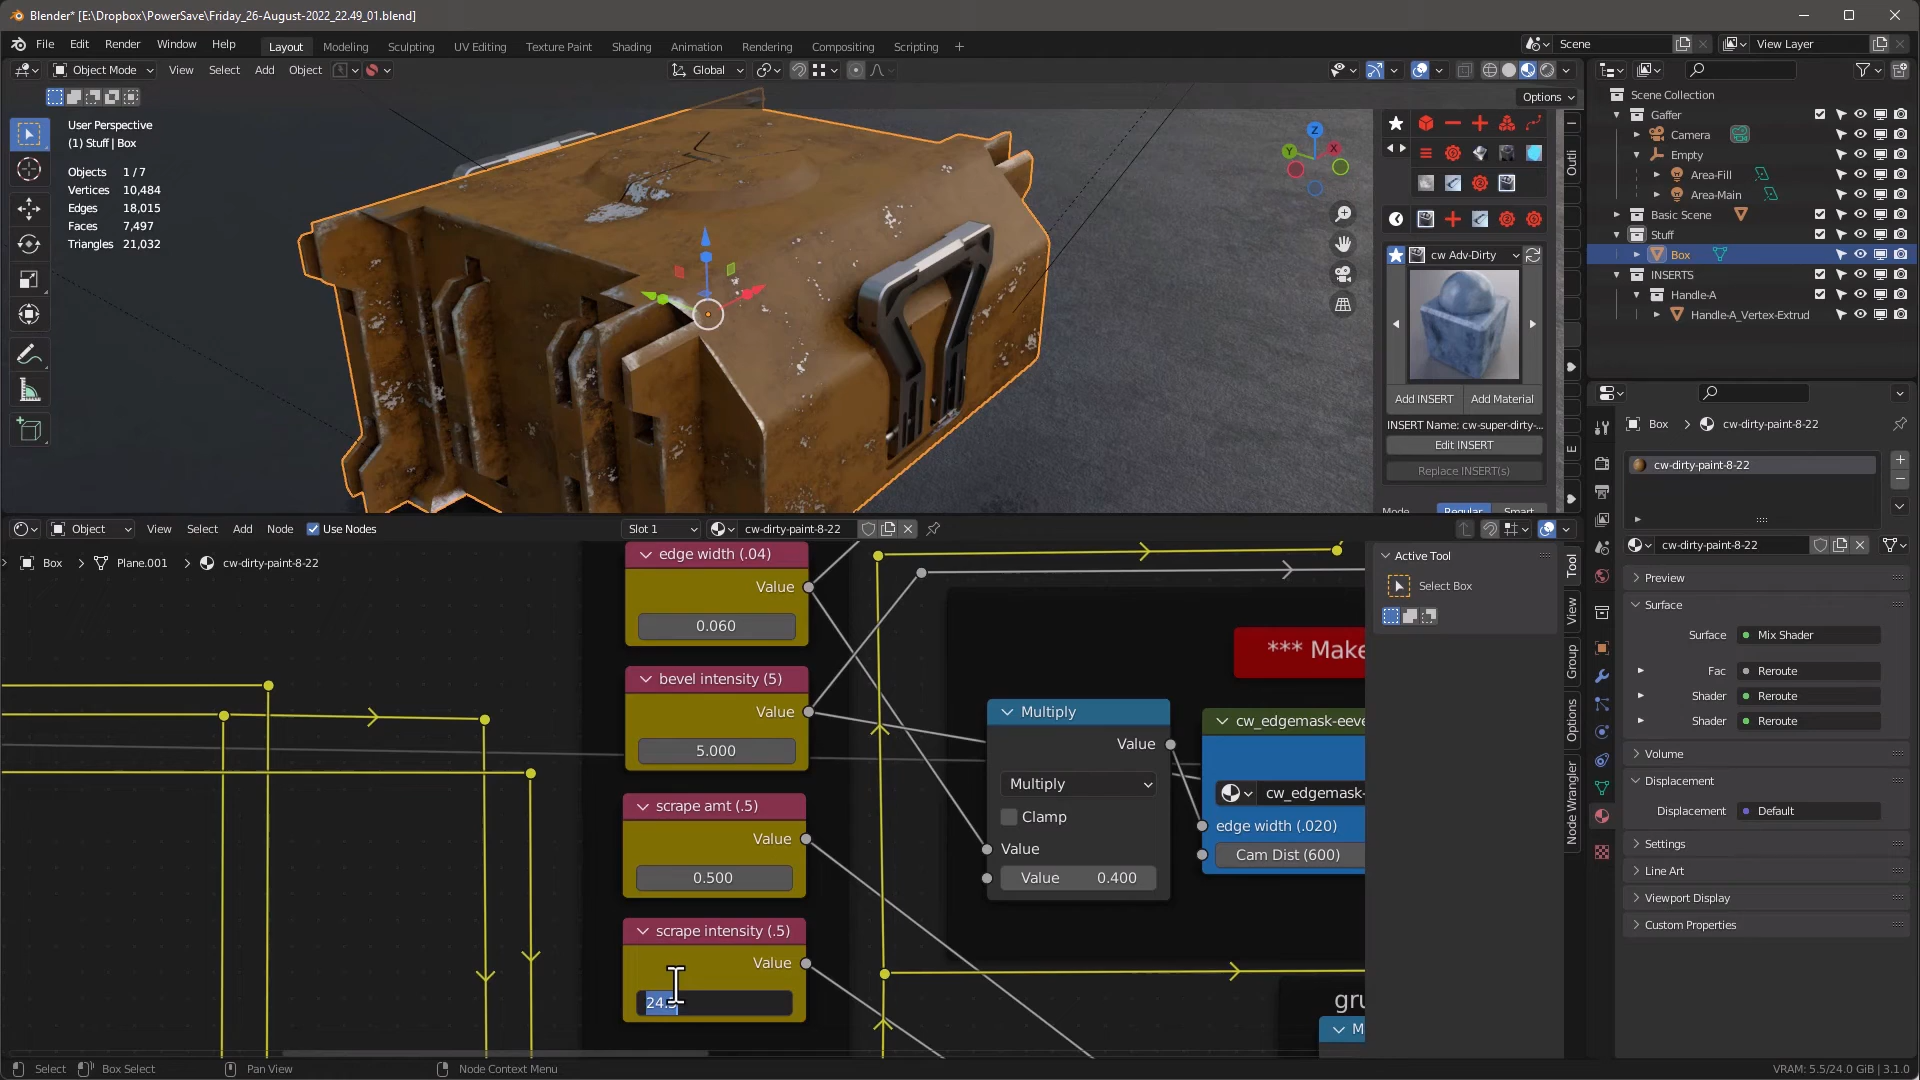 Blender* [E:\Dropbox\PowerSave\Friday_26-August-2022_22.49_01.blend]
File Edit Render Window Help Layout Modeling Sculpting UV Editing Texture Paint Shading Animation Rendering Compositing Scripting + Scene View Layer
Object Mode View Select Add Object Global
Options
User Perspective
(1) Stuff | Box
Objects 1 / 7
Vertices 10,484
Edges 18,015
Faces 7,497
Triangles 21,032
Z
Y
X
cw Adv-Dirty
Add INSERT Add Material
INSERT Name: cw-super-dirty-...
Edit INSERT
Replace INSERT(s)
Mode Regular Smart
Outli
E
Scene Collection
Gaffer
Camera
Empty
Area-Fill
Area-Main
Basic Scene
Stuff
Box
INSERTS
Handle-A
Handle-A_Vertex-Extrud
Box > cw-dirty-paint-8-22
cw-dirty-paint-8-22
cw-dirty-paint-8-22
Preview
Surface
Surface Mix Shader
Fac Reroute
Shader Reroute
Shader Reroute
Volume
Displacement
Displacement Default
Settings
Line Art
Viewport Display
Custom Properties
Object View Select Add Node Use Nodes Slot 1 cw-dirty-paint-8-22
Box > Plane.001 > cw-dirty-paint-8-22
edge width (.04)
Value
0.060
bevel intensity (5)
Value
5.000
scrape amt (.5)
Value
0.500
scrape intensity (.5)
Value
*** Make
Multiply
Value
Multiply
Clamp
Value
Value 0.400
cw_edgemask-eeve
cw_edgemask-
edge width (.020)
Cam Dist (600)
gru
M
Active Tool
Select Box
Tool
View
Group
Options
Node Wrangler
Select Box Select Pan View Node Context Menu VRAM: 5.5/24.0 GiB | 3.1.0